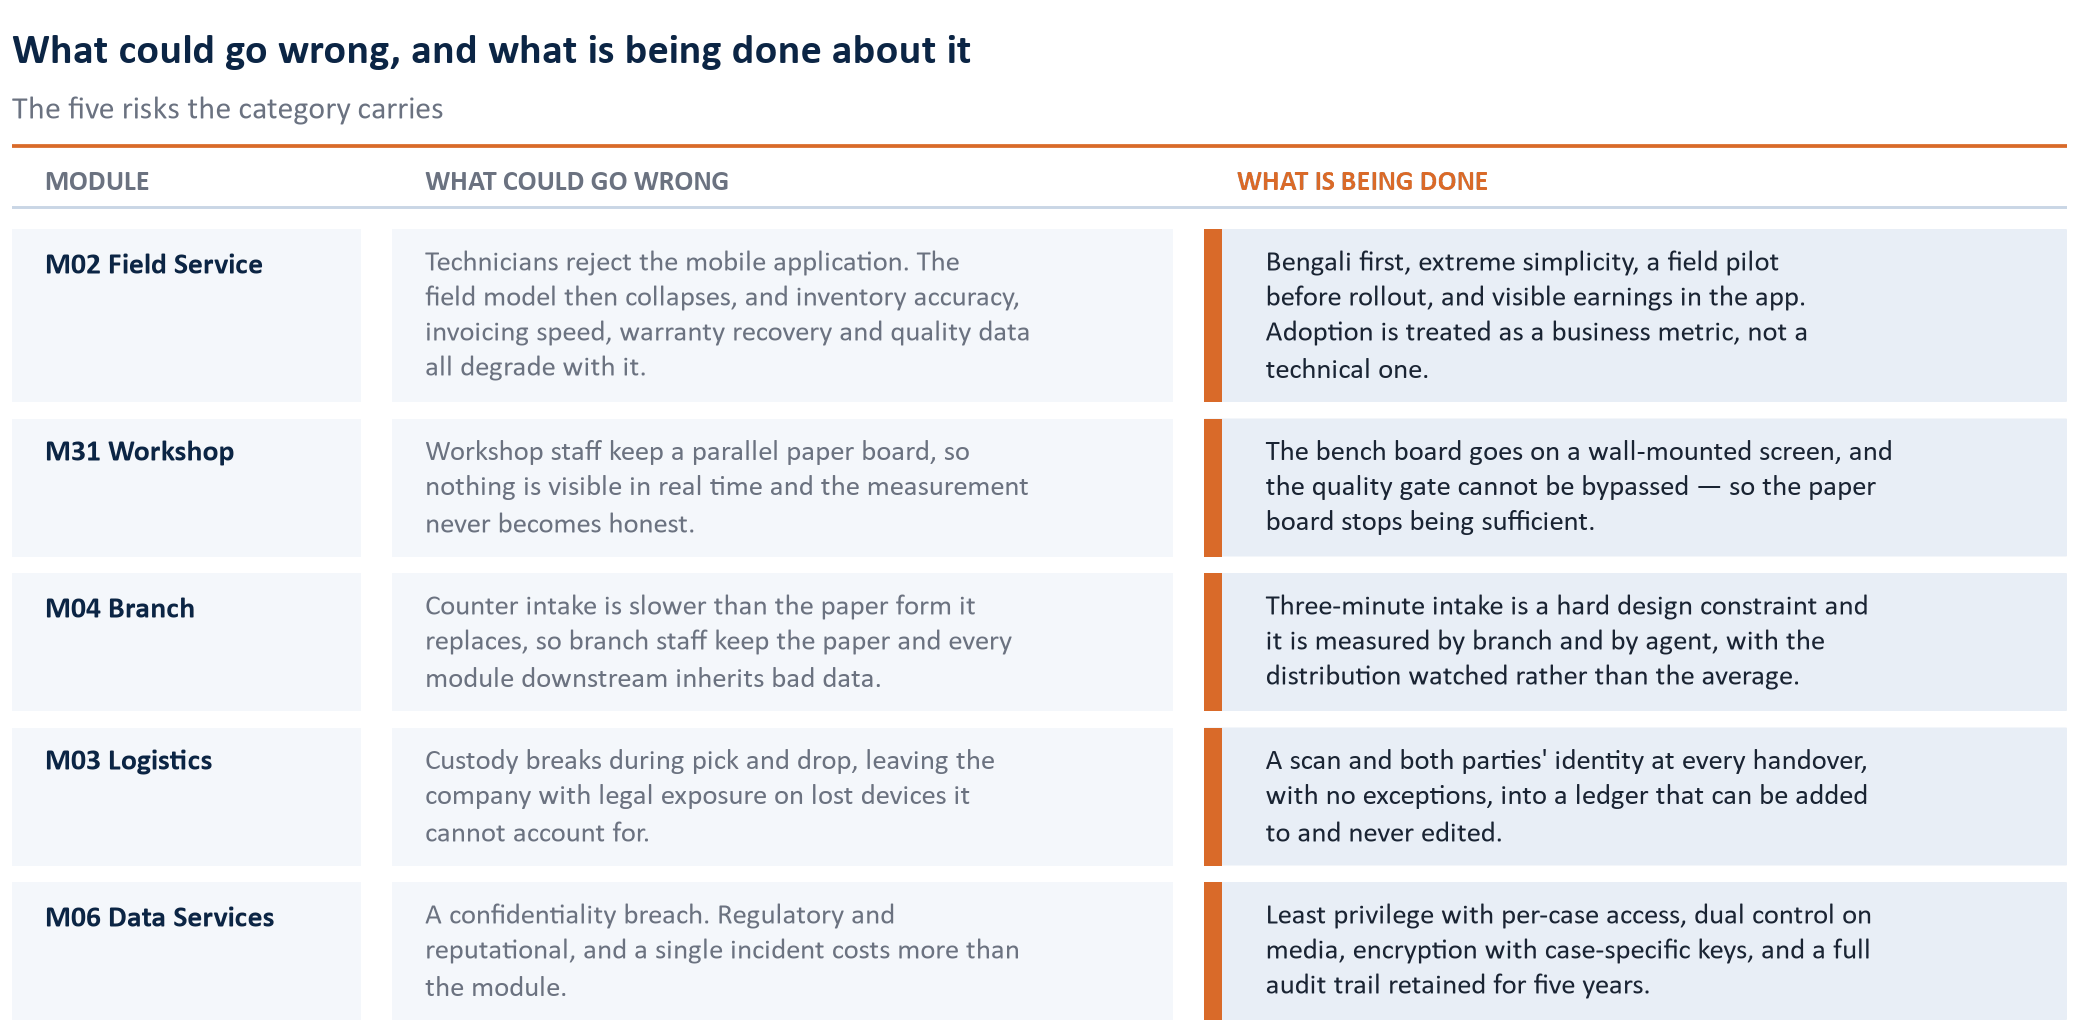 What could go wrong, and what is being done about it
The five risks the category carries
MODULE
WHAT COULD GO WRONG
WHAT IS BEING DONE
M02 Field Service
Technicians reject the mobile application. The
field model then collapses, and inventory accuracy,
invoicing speed, warranty recovery and quality data
all degrade with it.
Bengali first, extreme simplicity, a field pilot
before rollout, and visible earnings in the app.
Adoption is treated as a business metric, not a
technical one.
M31 Workshop
Workshop staff keep a parallel paper board, so
nothing is visible in real time and the measurement
never becomes honest.
The bench board goes on a wall-mounted screen, and
the quality gate cannot be bypassed — so the paper
board stops being sufficient.
M04 Branch
Counter intake is slower than the paper form it
replaces, so branch staff keep the paper and every
module downstream inherits bad data.
Three-minute intake is a hard design constraint and
it is measured by branch and by agent, with the
distribution watched rather than the average.
M03 Logistics
Custody breaks during pick and drop, leaving the
company with legal exposure on lost devices it
cannot account for.
A scan and both parties' identity at every handover,
with no exceptions, into a ledger that can be added
to and never edited.
M06 Data Services
A confidentiality breach. Regulatory and
reputational, and a single incident costs more than
the module.
Least privilege with per-case access, dual control on
media, encryption with case-specific keys, and a full
audit trail retained for five years.